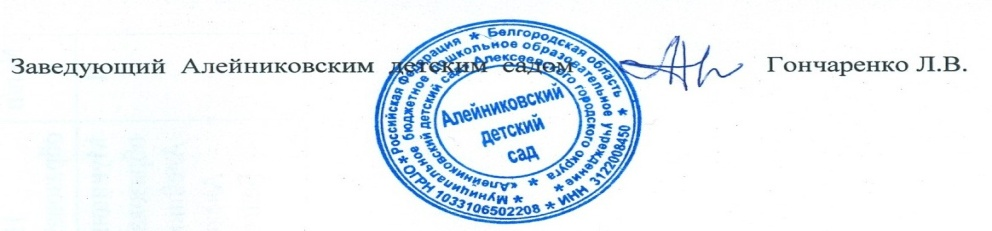 Заведующий Алейниковским детским садом Гончаренко Л.В.
* Российская Федерация * Белгородская область * ИНН 3122008450 * ОГРН 1033106502208
* Муниципальное бюджетное дошкольное образовательное учреждение *
«Алейниковский детский сад» Алексеевского городского округа *
Алейниковский
детский
сад